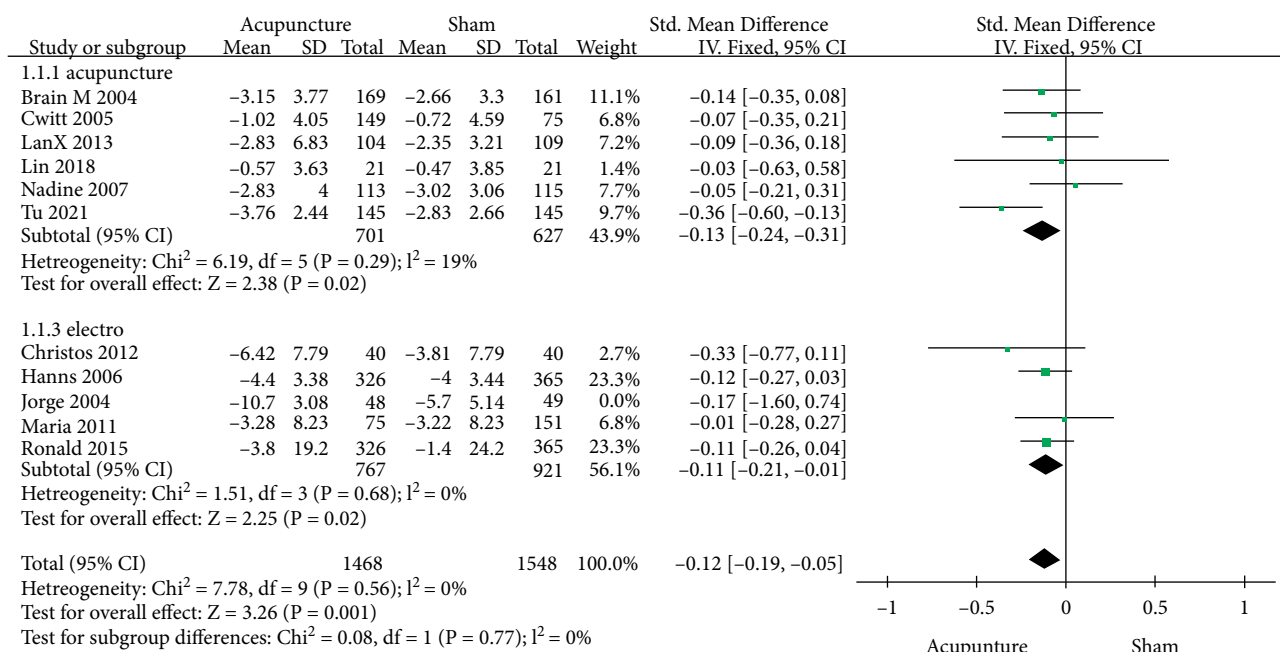 Acupuncture Sham Std. Mean Difference Std. Mean Difference
Study or subgroup Mean SD Total Mean SD Total Weight IV. Fixed, 95% CI IV. Fixed, 95% CI
1.1.1 acupuncture
Brain M 2004 –3.15 3.77 169 –2.66 3.3 161 11.1% –0.14 [–0.35, 0.08]
Cwitt 2005 –1.02 4.05 149 –0.72 4.59 75 6.8% –0.07 [–0.35, 0.21]
LanX 2013 –2.83 6.83 104 –2.35 3.21 109 7.2% –0.09 [–0.36, 0.18]
Lin 2018 –0.57 3.63 21 –0.47 3.85 21 1.4% –0.03 [–0.63, 0.58]
Nadine 2007 –2.83 4 113 –3.02 3.06 115 7.7% –0.05 [–0.21, 0.31]
Tu 2021 –3.76 2.44 145 –2.83 2.66 145 9.7% –0.36 [–0.60, –0.13]
Subtotal (95% CI) 701 627 43.9% –0.13 [–0.24, –0.31]
Hetreogeneity: Chi² = 6.19, df = 5 (P = 0.29); l² = 19%
Test for overall effect: Z = 2.38 (P = 0.02)
1.1.3 electro
Christos 2012 –6.42 7.79 40 –3.81 7.79 40 2.7% –0.33 [–0.77, 0.11]
Hanns 2006 –4.4 3.38 326 –4 3.44 365 23.3% –0.12 [–0.27, 0.03]
Jorge 2004 –10.7 3.08 48 –5.7 5.14 49 0.0% –0.17 [–1.60, 0.74]
Maria 2011 –3.28 8.23 75 –3.22 8.23 151 6.8% –0.01 [–0.28, 0.27]
Ronald 2015 –3.8 19.2 326 –1.4 24.2 365 23.3% –0.11 [–0.26, 0.04]
Subtotal (95% CI) 767 921 56.1% –0.11 [–0.21, –0.01]
Hetreogeneity: Chi² = 1.51, df = 3 (P = 0.68); l² = 0%
Test for overall effect: Z = 2.25 (P = 0.02)
Total (95% CI) 1468 1548 100.0% –0.12 [–0.19, –0.05]
Hetreogeneity: Chi² = 7.78, df = 9 (P = 0.56); l² = 0%
Test for overall effect: Z = 3.26 (P = 0.001)
Test for subgroup differences: Chi² = 0.08, df = 1 (P = 0.77); l² = 0%
–1 –0.5 0 0.5 1
Acupunture Sham